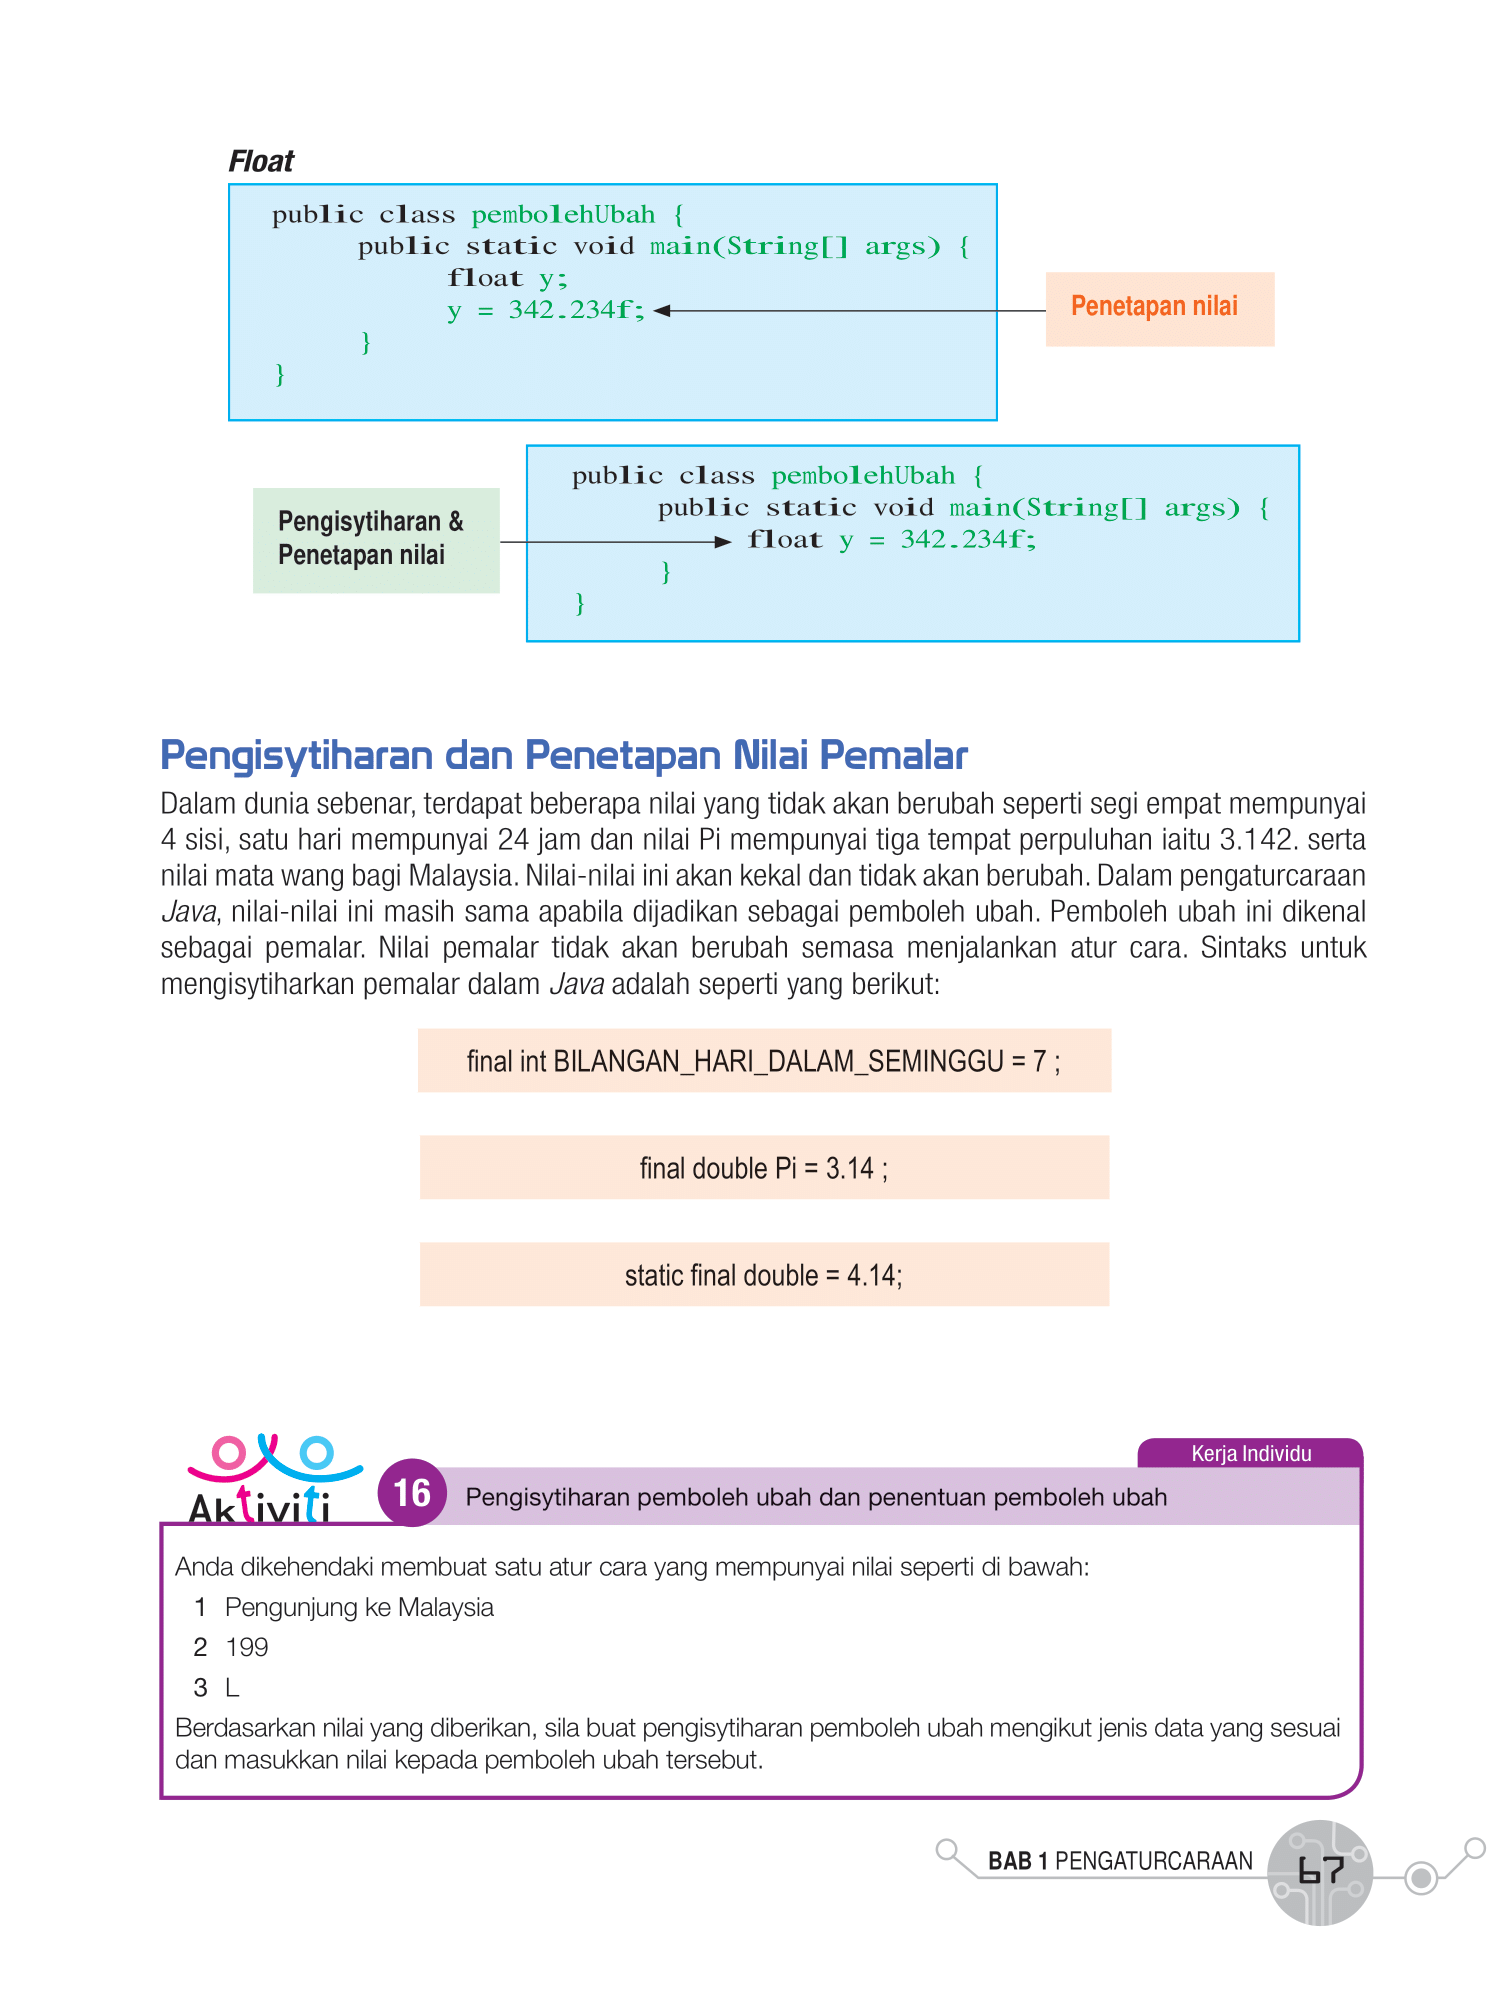 Float
public class pembolehUbah {
public static void main(String[] args) {
float y;
y = 342.234f;
}
}
Penetapan nilai
Pengisytiharan &
Penetapan nilai
public class pembolehUbah {
public static void main(String[] args) {
float y = 342.234f;
}
}
Pengisytiharan dan Penetapan Nilai Pemalar
Dalam dunia sebenar, terdapat beberapa nilai yang tidak akan berubah seperti segi empat mempunyai
4 sisi, satu hari mempunyai 24 jam dan nilai Pi mempunyai tiga tempat perpuluhan iaitu 3.142. serta
nilai mata wang bagi Malaysia. Nilai-nilai ini akan kekal dan tidak akan berubah. Dalam pengaturcaraan
Java, nilai-nilai ini masih sama apabila dijadikan sebagai pemboleh ubah. Pemboleh ubah ini dikenal
sebagai pemalar. Nilai pemalar tidak akan berubah semasa menjalankan atur cara. Sintaks untuk
mengisytiharkan pemalar dalam Java adalah seperti yang berikut:
final int BILANGAN_HARI_DALAM_SEMINGGU = 7 ;
final double Pi = 3.14 ;
static final double = 4.14;
Kerja Individu
Aktiviti
16
Pengisytiharan pemboleh ubah dan penentuan pemboleh ubah
Anda dikehendaki membuat satu atur cara yang mempunyai nilai seperti di bawah:
1 Pengunjung ke Malaysia
2 199
3 L
Berdasarkan nilai yang diberikan, sila buat pengisytiharan pemboleh ubah mengikut jenis data yang sesuai
dan masukkan nilai kepada pemboleh ubah tersebut.
BAB 1 PENGATURCARAAN
67